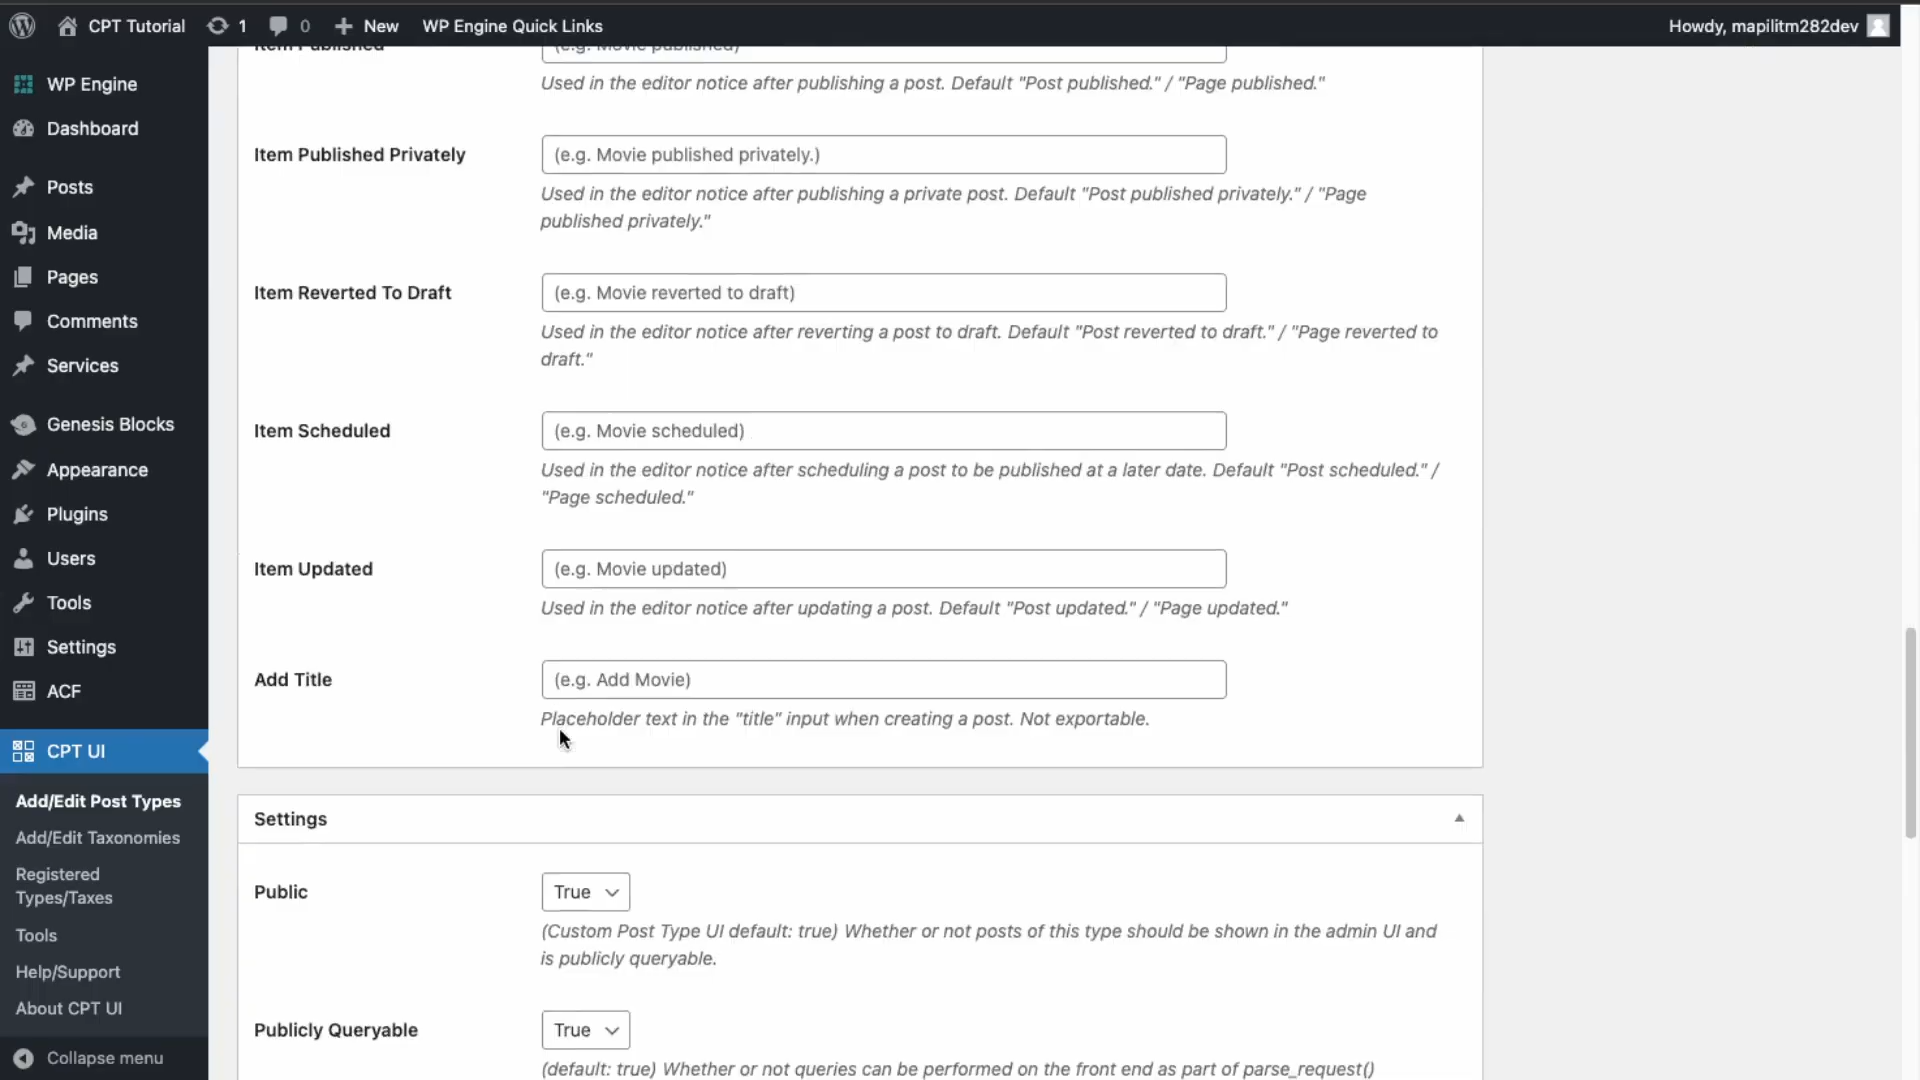 CPT Tutorial 1 0 New WP Engine Quick Links Howdy, mapilitm282dev
WP Engine
Dashboard
Posts
Media
Pages
Comments
Services
Genesis Blocks
Appearance
Plugins
Users
Tools
Settings
ACF
CPT UI
Add/Edit Post Types
Add/Edit Taxonomies
Registered
Types/Taxes
Tools
Help/Support
About CPT UI
Collapse menu
Item Published (e.g. Movie published)
Used in the editor notice after publishing a post. Default "Post published." / "Page published."
Item Published Privately (e.g. Movie published privately.)
Used in the editor notice after publishing a private post. Default "Post published privately." / "Page
published privately."
Item Reverted To Draft (e.g. Movie reverted to draft)
Used in the editor notice after reverting a post to draft. Default "Post reverted to draft." / "Page reverted to
draft."
Item Scheduled (e.g. Movie scheduled)
Used in the editor notice after scheduling a post to be published at a later date. Default "Post scheduled." /
"Page scheduled."
Item Updated (e.g. Movie updated)
Used in the editor notice after updating a post. Default "Post updated." / "Page updated."
Add Title (e.g. Add Movie)
Placeholder text in the "title" input when creating a post. Not exportable.
Settings
Public True
(Custom Post Type UI default: true) Whether or not posts of this type should be shown in the admin UI and
is publicly queryable.
Publicly Queryable True
(default: true) Whether or not queries can be performed on the front end as part of parse_request()